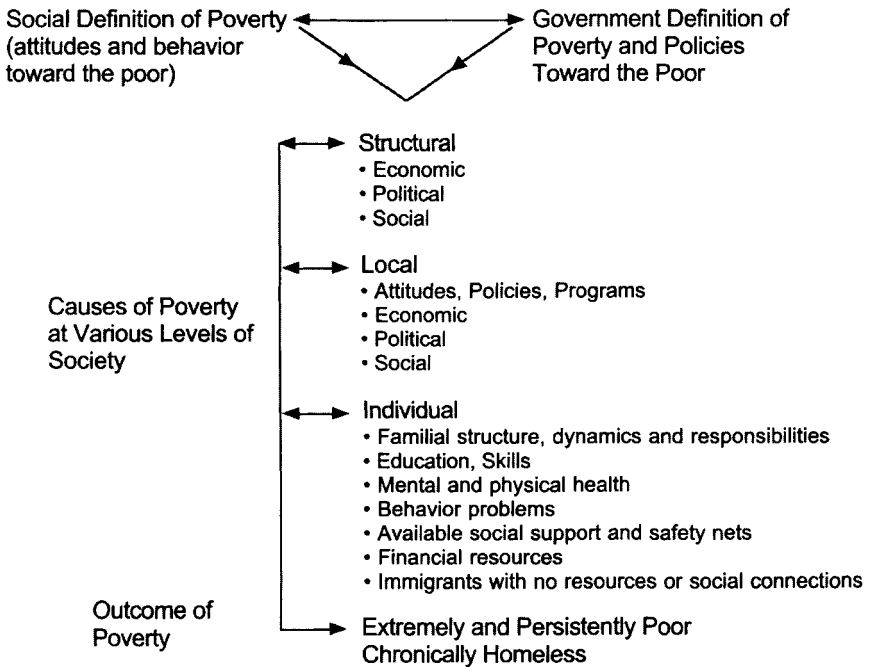 Social Definition of Poverty
(attitudes and behavior
toward the poor)
Government Definition of
Poverty and Policies
Toward the Poor
Structural
• Economic
• Political
• Social
Local
• Attitudes, Policies, Programs
• Economic
• Political
• Social
Causes of Poverty
at Various Levels of
Society
Individual
• Familial structure, dynamics and responsibilities
• Education, Skills
• Mental and physical health
• Behavior problems
• Available social support and safety nets
• Financial resources
• Immigrants with no resources or social connections
Outcome of
Poverty
Extremely and Persistently Poor
Chronically Homeless